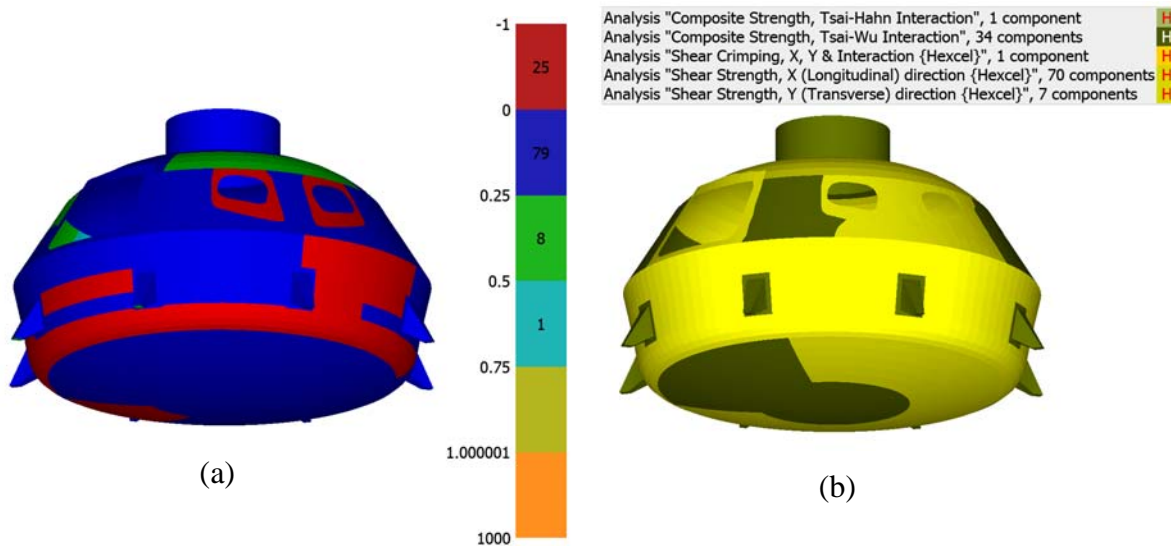 -1
25
0
79
0.25
8
0.5
1
0.75
1.000001
1000
(a)
Analysis "Composite Strength, Tsai-Hahn Interaction", 1 component H
Analysis "Composite Strength, Tsai-Wu Interaction", 34 components H
Analysis "Shear Crimping, X, Y & Interaction {Hexcel}", 1 component H
Analysis "Shear Strength, X (Longitudinal) direction {Hexcel}", 70 components H
Analysis "Shear Strength, Y (Transverse) direction {Hexcel}", 7 components H
(b)